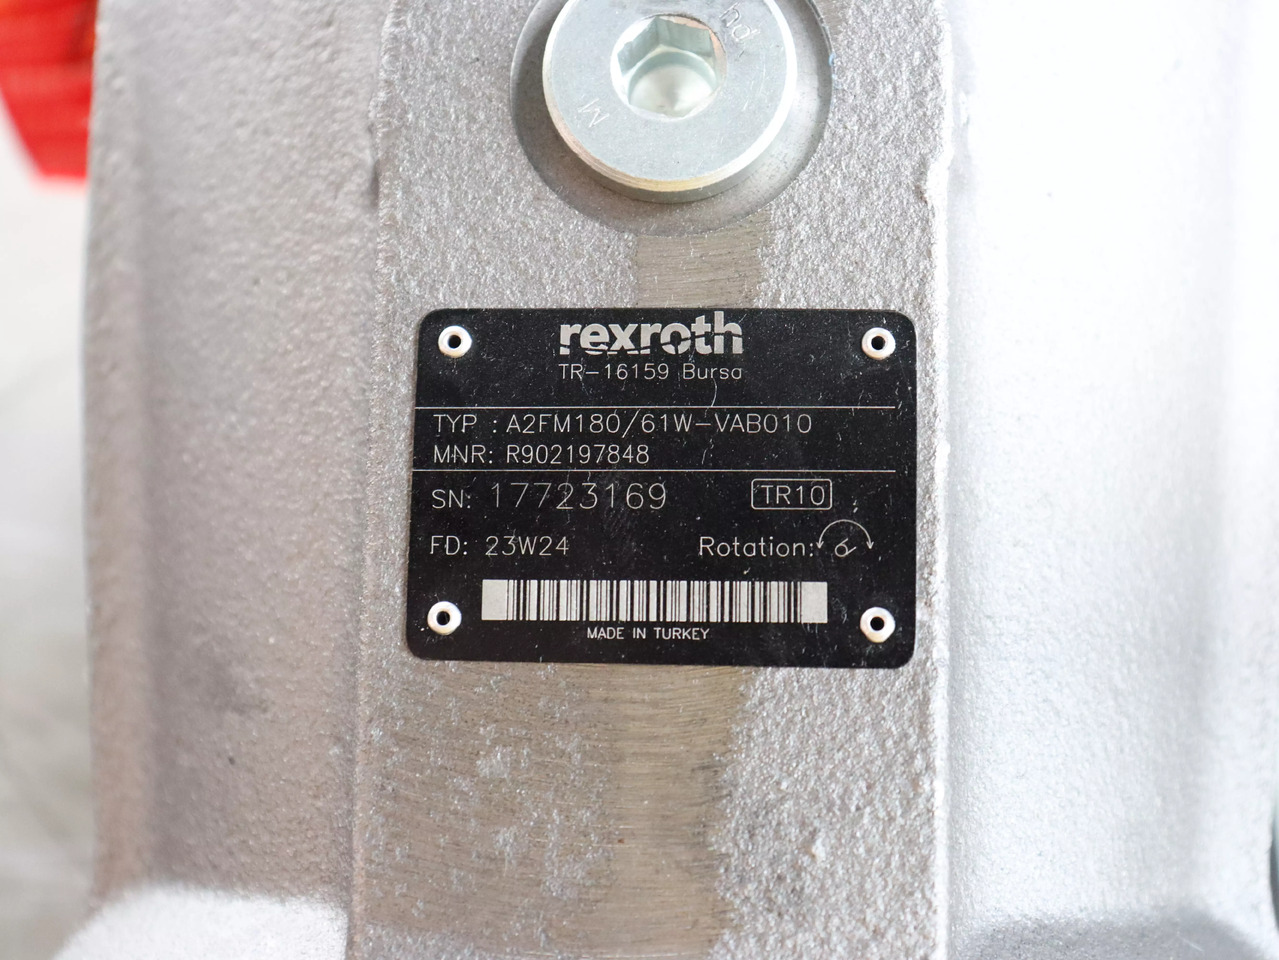 rexroth
TR-16159 Bursa
TYP : A2FM180/61W-VAB010
MNR: R902197848
SN: 17723169 TR10
FD: 23W24 Rotation:
MADE IN TURKEY